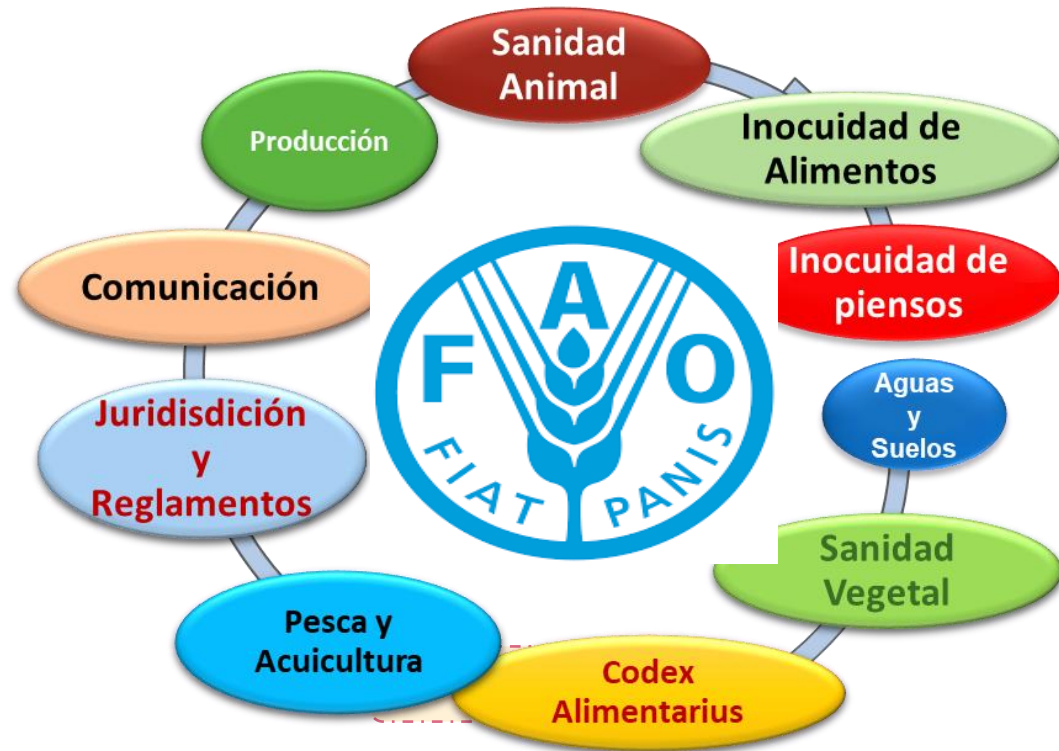 Sanidad
Animal
Inocuidad de
Alimentos
Inocuidad de
piensos
Aguas
y
Suelos
Sanidad
Vegetal
Codex
Alimentarius
Pesca y
Acuicultura
Juridisdición
y
Reglamentos
Comunicación
Producción
F A O
FIAT PANIS